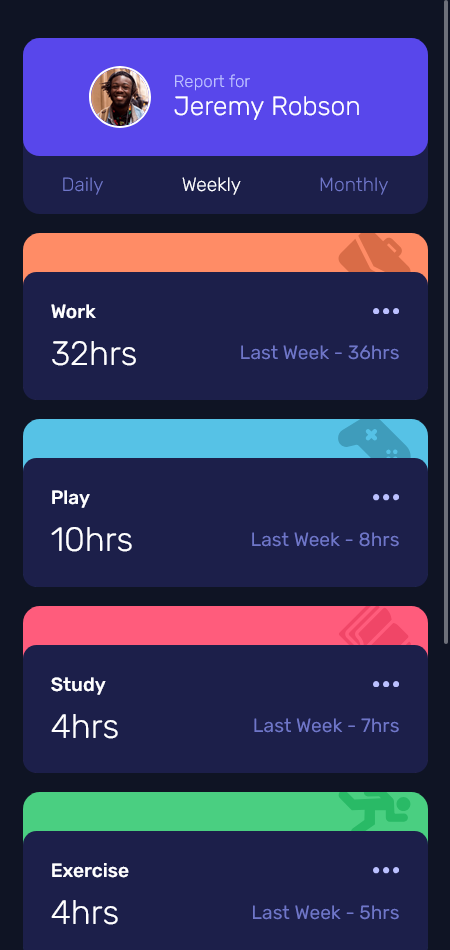 Report for
Jeremy Robson
Daily Weekly Monthly
Work
32hrs Last Week - 36hrs
Play
10hrs Last Week - 8hrs
Study
4hrs Last Week - 7hrs
Exercise
4hrs Last Week - 5hrs